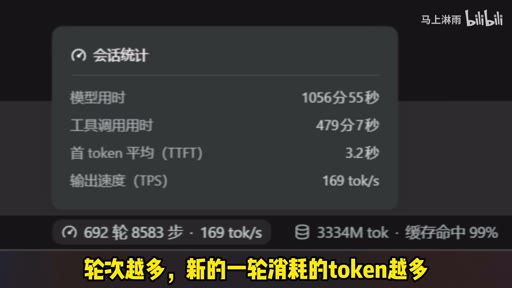 马上淋雨 bilibili
会话统计
模型用时 1056分55秒
工具调用用时 479分7秒
首 token 平均（TTFT） 3.2秒
输出速度（TPS） 169 tok/s
692 轮 8583 步 · 169 tok/s 3334M tok · 缓存命中 99%
轮次越多，新的一轮消耗的token越多